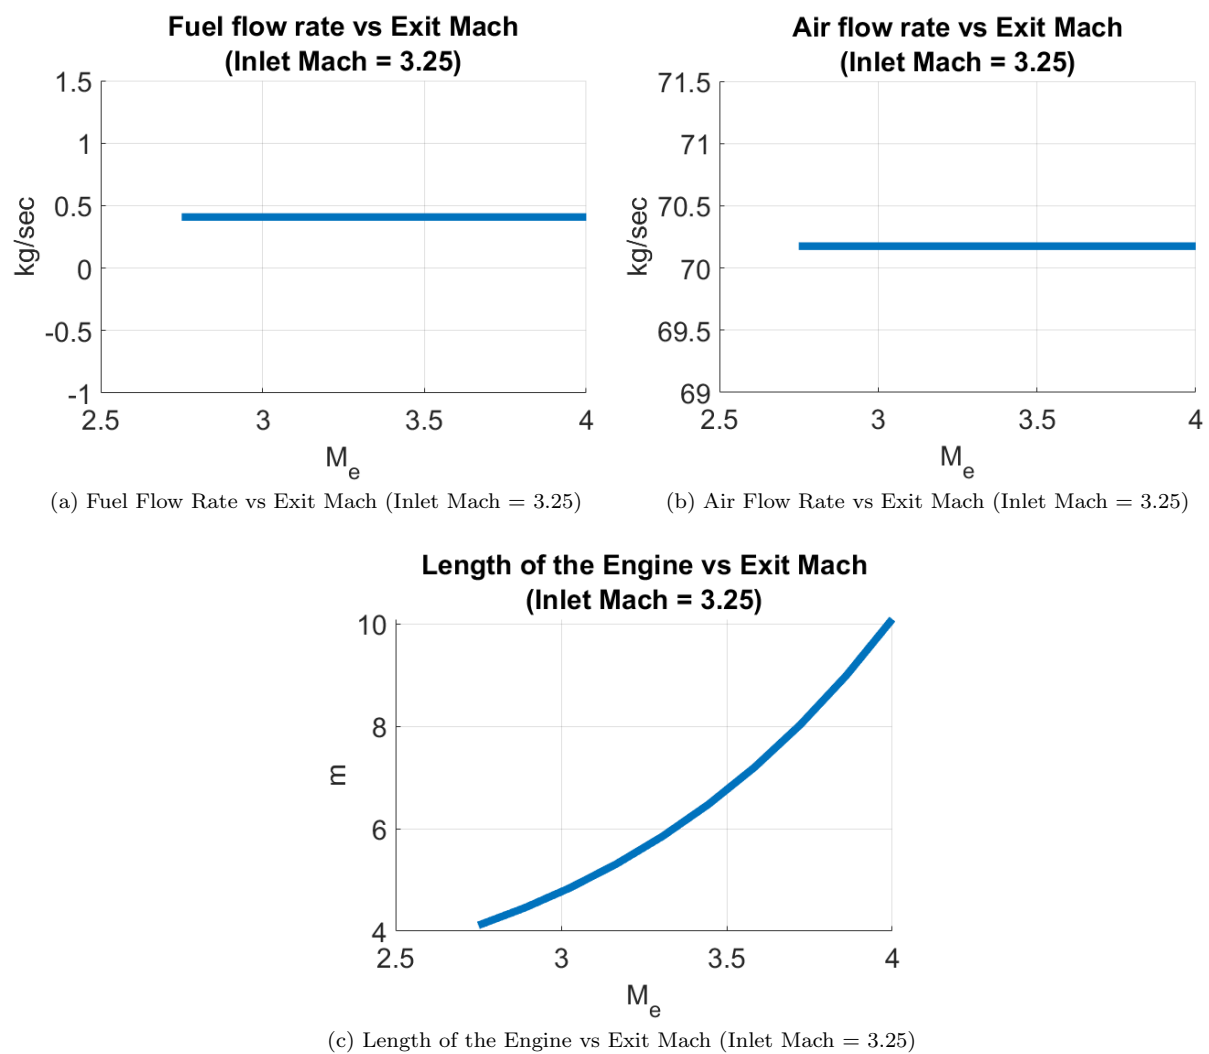 Fuel flow rate vs Exit Mach
(Inlet Mach = 3.25)
1.5
1
0.5
0
-0.5
-1
kg/sec
2.5 3 3.5 4
M_e
(a) Fuel Flow Rate vs Exit Mach (Inlet Mach = 3.25)
Air flow rate vs Exit Mach
(Inlet Mach = 3.25)
71.5
71
70.5
70
69.5
69
kg/sec
2.5 3 3.5 4
M_e
(b) Air Flow Rate vs Exit Mach (Inlet Mach = 3.25)
Length of the Engine vs Exit Mach
(Inlet Mach = 3.25)
10
8
6
4
m
2.5 3 3.5 4
M_e
(c) Length of the Engine vs Exit Mach (Inlet Mach = 3.25)